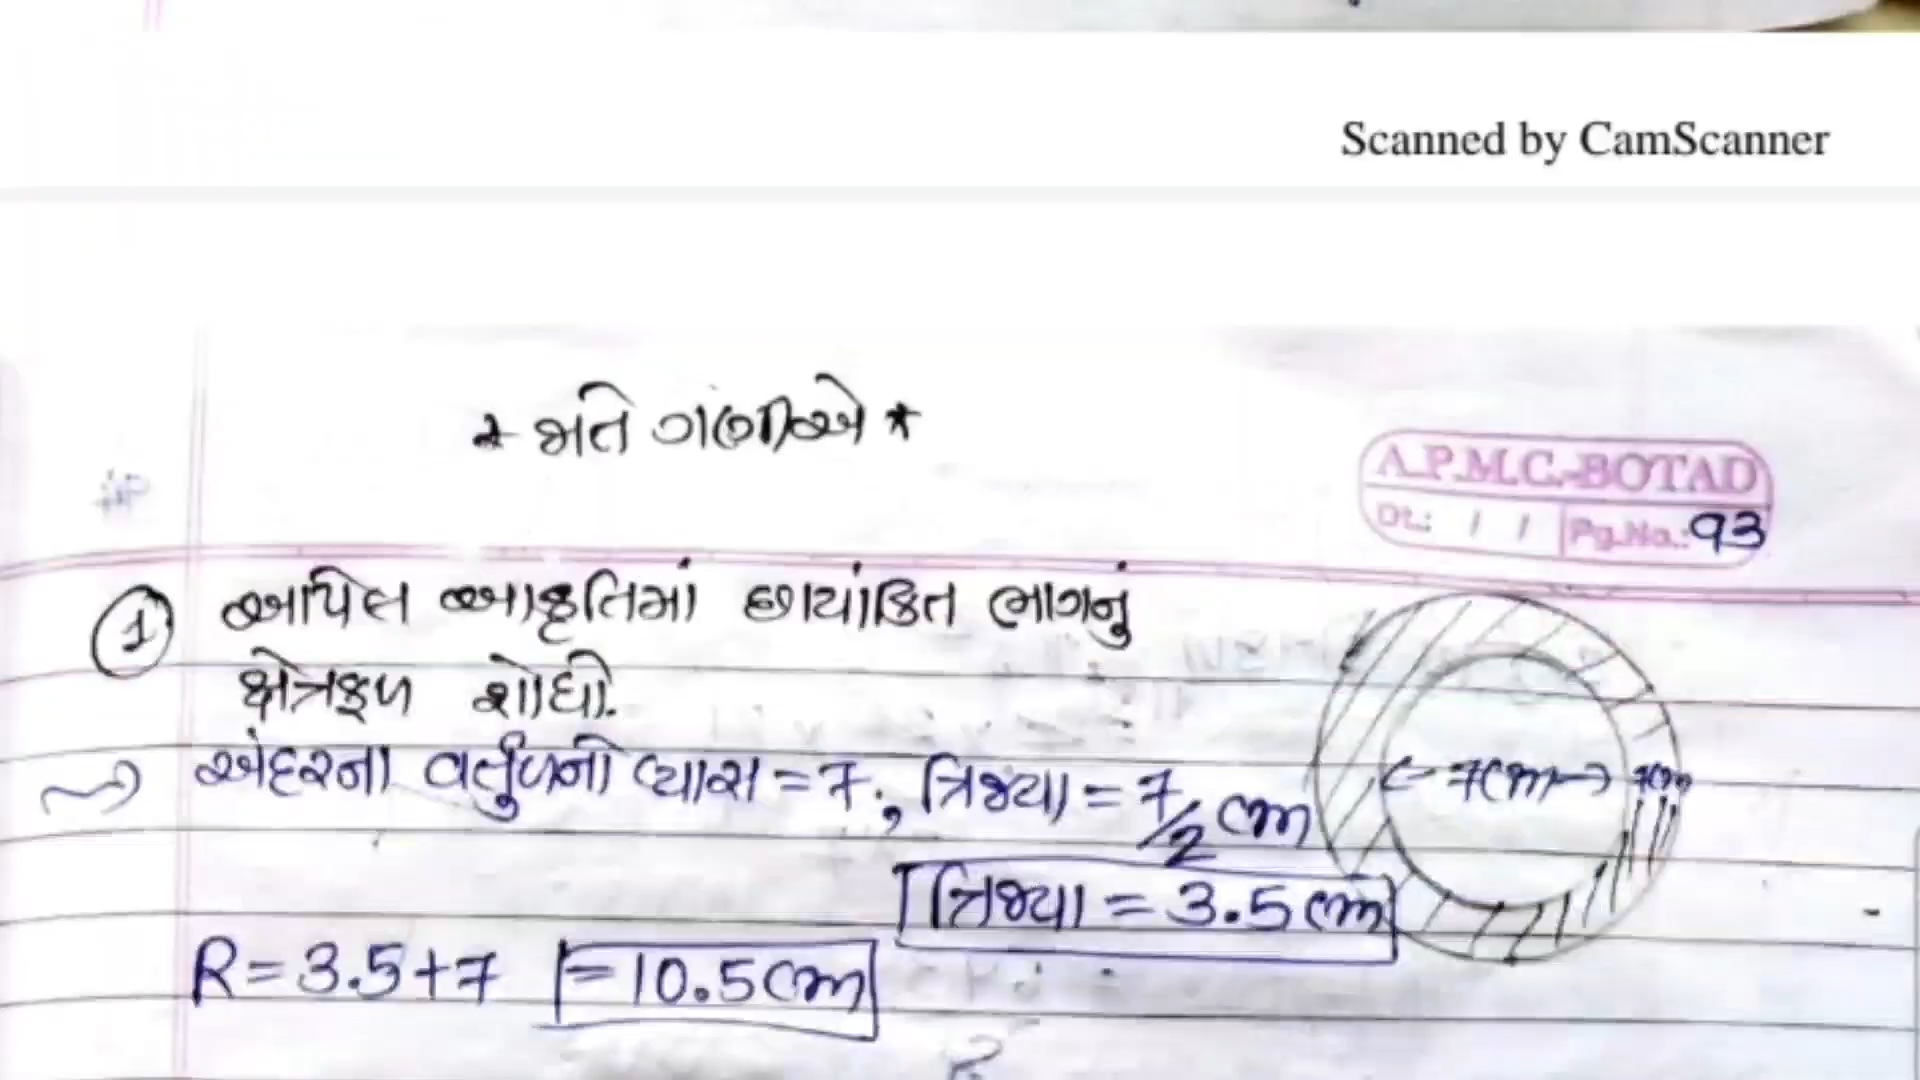 Scanned by CamScanner
* જાતે ગણીએ *
A.P.M.C.-BOTAD
Dt.: / / Pg.No.: 93
① આપેલ આકૃતિમાં છાયાંકિત ભાગનું
ક્ષેત્રફળ શોધો.
અંદરના વર્તુળનો વ્યાસ = 7 ; ત્રિજ્યા = 7/2 cm
← 7cm → 7cm
ત્રિજ્યા = 3.5 cm
R = 3.5 + 7 = 10.5 cm